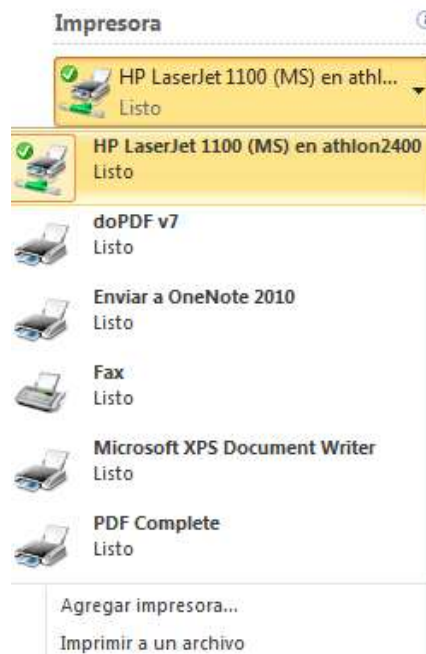 Impresora
HP LaserJet 1100 (MS) en athl...
Listo
HP LaserJet 1100 (MS) en athlon2400
Listo
doPDF v7
Listo
Enviar a OneNote 2010
Listo
Fax
Listo
Microsoft XPS Document Writer
Listo
PDF Complete
Listo
Agregar impresora...
Imprimir a un archivo